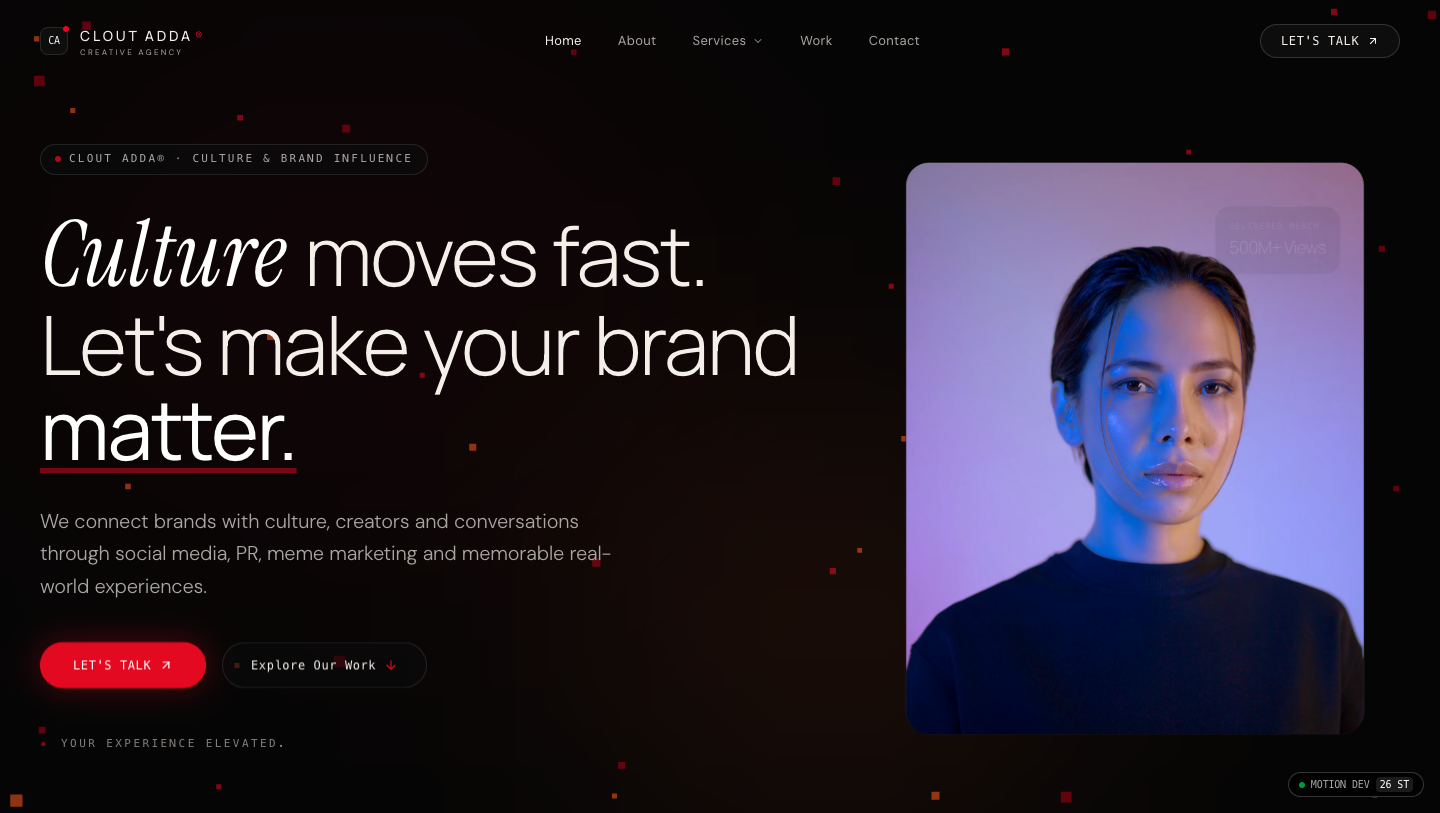 CA
CLOUT ADDA®
CREATIVE AGENCY
Home
About
Services
Work
Contact
LET'S TALK
CLOUT ADDA® · CULTURE & BRAND INFLUENCE
Culture moves fast.
Let's make your brand
matter.
We connect brands with culture, creators and conversations
through social media, PR, meme marketing and memorable real-
world experiences.
LET'S TALK
Explore Our Work
YOUR EXPERIENCE ELEVATED.
500M+ Views
MOTION DEV 26 ST